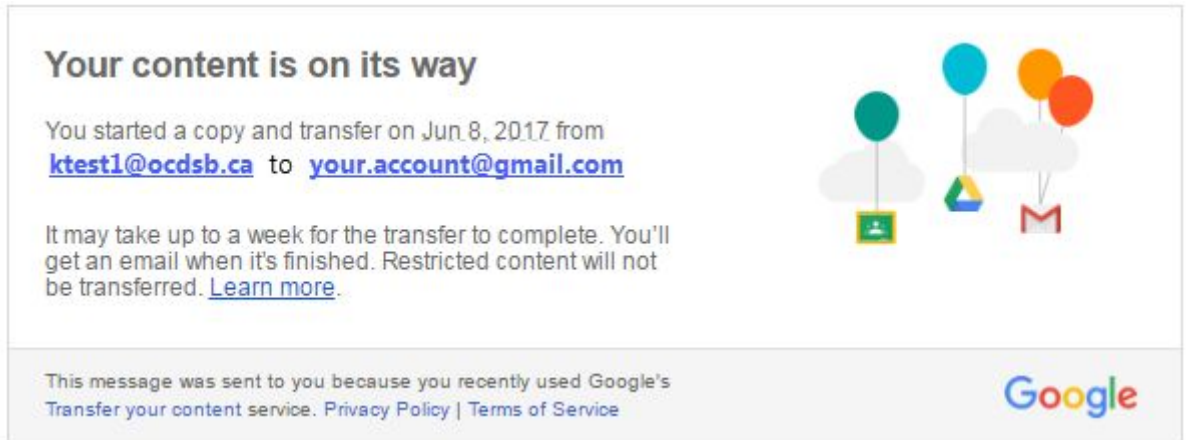 Your content is on its way
You started a copy and transfer on Jun 8, 2017 from
ktest1@ocdsb.ca to your.account@gmail.com
It may take up to a week for the transfer to complete. You'll
get an email when it's finished. Restricted content will not
be transferred. Learn more.
This message was sent to you because you recently used Google's
Transfer your content service. Privacy Policy | Terms of Service
Google